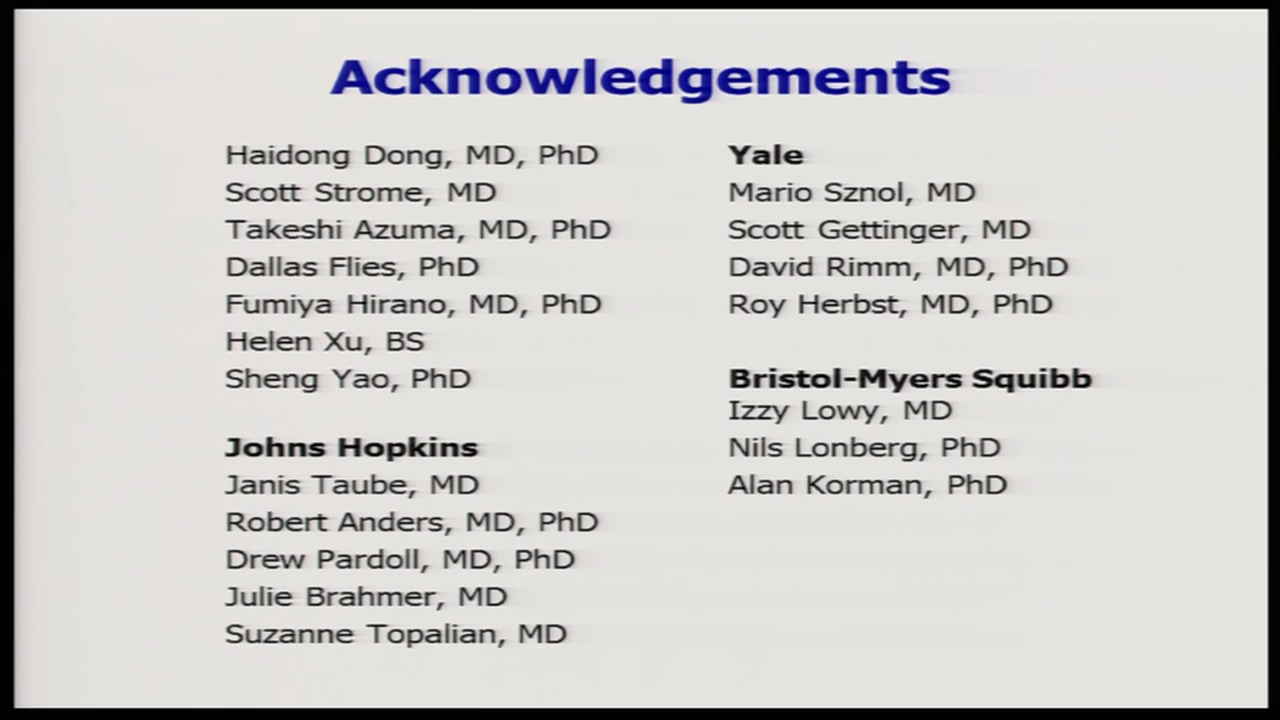 Acknowledgements
Haidong Dong, MD, PhD
Scott Strome, MD
Takeshi Azuma, MD, PhD
Dallas Flies, PhD
Fumiya Hirano, MD, PhD
Helen Xu, BS
Sheng Yao, PhD
Johns Hopkins
Janis Taube, MD
Robert Anders, MD, PhD
Drew Pardoll, MD, PhD
Julie Brahmer, MD
Suzanne Topalian, MD
Yale
Mario Sznol, MD
Scott Gettinger, MD
David Rimm, MD, PhD
Roy Herbst, MD, PhD
Bristol-Myers Squibb
Izzy Lowy, MD
Nils Lonberg, PhD
Alan Korman, PhD